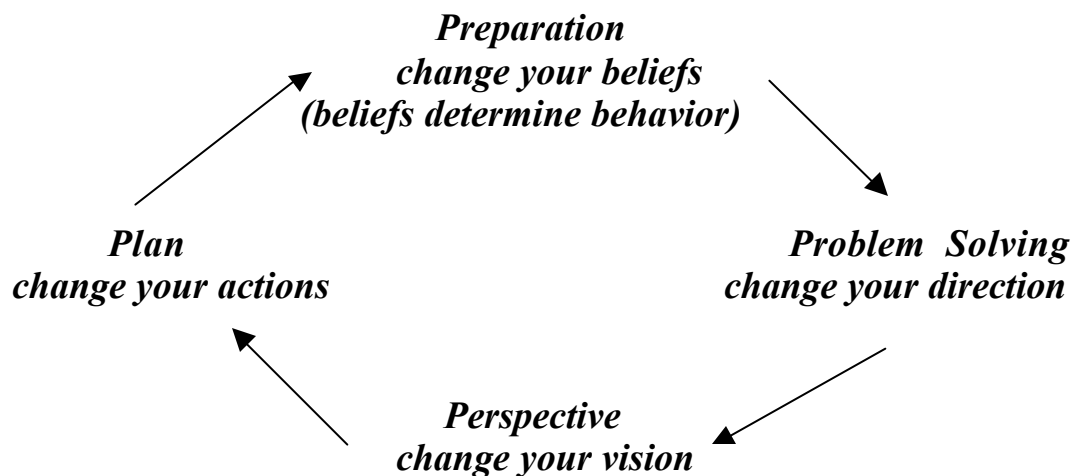 Preparation
change your beliefs
(beliefs determine behavior)
Plan
change your actions
Problem Solving
change your direction
Perspective
change your vision